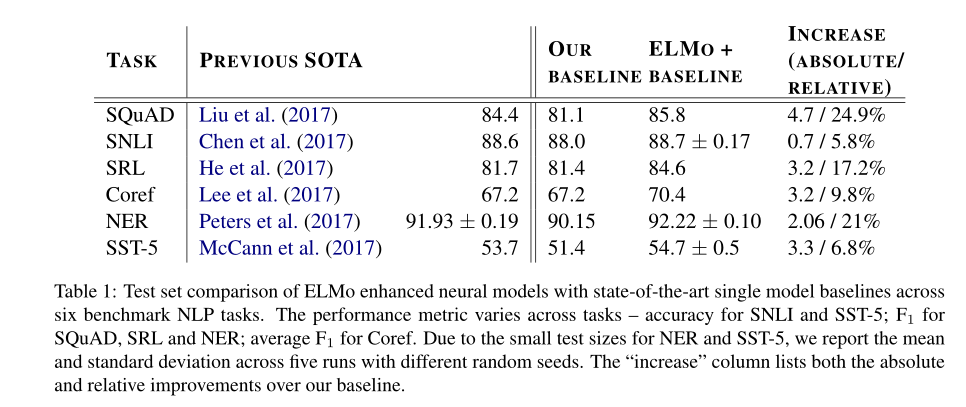 TASK PREVIOUS SOTA OUR BASELINE ELMO + BASELINE INCREASE (ABSOLUTE/ RELATIVE)
SQuAD Liu et al. (2017) 84.4 81.1 85.8 4.7 / 24.9%
SNLI Chen et al. (2017) 88.6 88.0 88.7 ± 0.17 0.7 / 5.8%
SRL He et al. (2017) 81.7 81.4 84.6 3.2 / 17.2%
Coref Lee et al. (2017) 67.2 67.2 70.4 3.2 / 9.8%
NER Peters et al. (2017) 91.93 ± 0.19 90.15 92.22 ± 0.10 2.06 / 21%
SST-5 McCann et al. (2017) 53.7 51.4 54.7 ± 0.5 3.3 / 6.8%
Table 1: Test set comparison of ELMo enhanced neural models with state-of-the-art single model baselines across
six benchmark NLP tasks. The performance metric varies across tasks – accuracy for SNLI and SST-5; F1 for
SQuAD, SRL and NER; average F1 for Coref. Due to the small test sizes for NER and SST-5, we report the mean
and standard deviation across five runs with different random seeds. The “increase” column lists both the absolute
and relative improvements over our baseline.